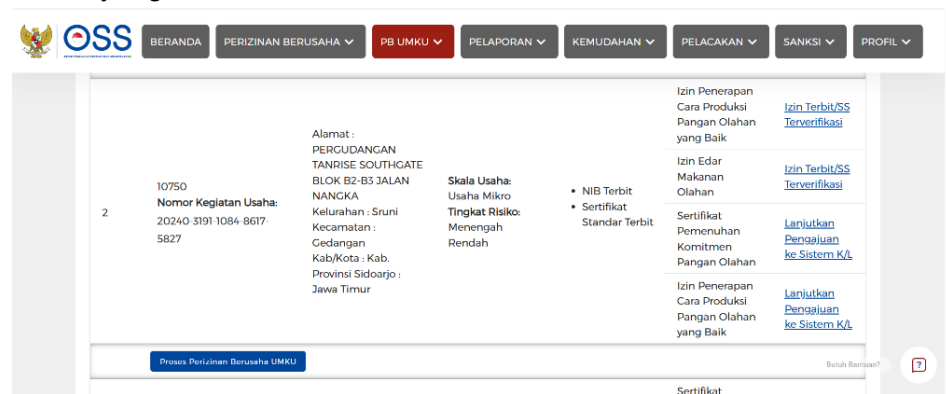 OSS
BERANDA
PERIZINAN BERUSAHA
PB UMKU
PELAPORAN
KEMUDAHAN
PELACAKAN
SANKSI
PROFIL
2
10750
Nomor Kegiatan Usaha:
20240-3191-1084-8617-
5827
Alamat :
PERGUDANGAN
TANRISE SOUTHGATE
BLOK B2-B3 JALAN
NANGKA
Kelurahan : Sruni
Kecamatan :
Gedangan
Kab/Kota : Kab.
Provinsi Sidoarjo :
Jawa Timur
Skala Usaha:
Usaha Mikro
Tingkat Risiko:
Menengah
Rendah
• NIB Terbit
• Sertifikat
Standar Terbit
Izin Penerapan
Cara Produksi
Pangan Olahan
yang Baik
Izin Terbit/SS
Terverifikasi
Izin Edar
Makanan
Olahan
Izin Terbit/SS
Terverifikasi
Sertifikat
Pemenuhan
Komitmen
Pangan Olahan
Lanjutkan
Pengajuan
ke Sistem K/L
Izin Penerapan
Cara Produksi
Pangan Olahan
yang Baik
Lanjutkan
Pengajuan
ke Sistem K/L
Proses Perizinan Berusaha UMKU
Butuh Bantuan?
?
Sertifikat